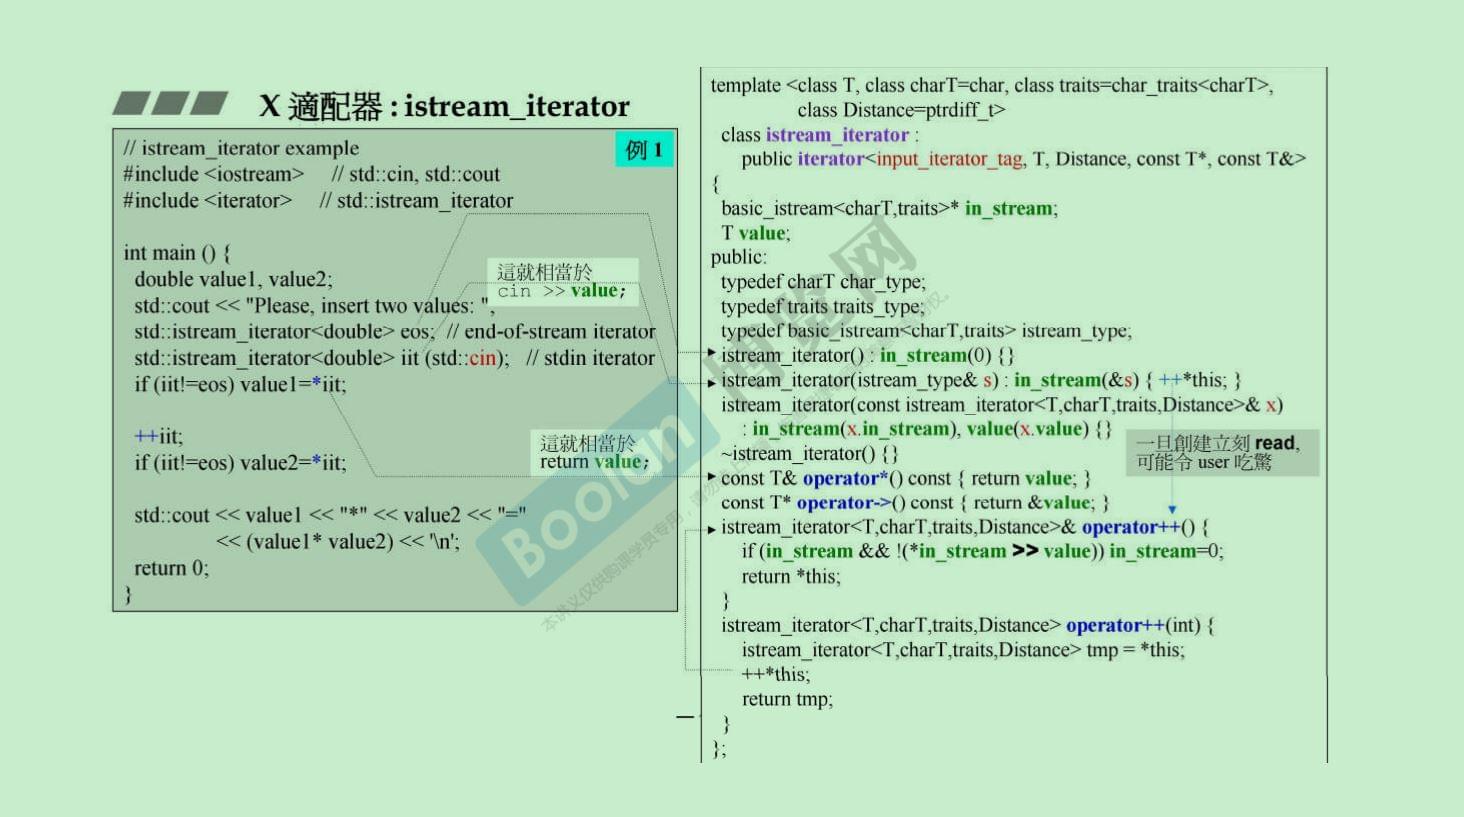 X 適配器 : istream_iterator
例 1
// istream_iterator example
#include <iostream> // std::cin, std::cout
#include <iterator> // std::istream_iterator
int main () {
double value1, value2;
std::cout << "Please, insert two values: ";
std::istream_iterator<double> eos; // end-of-stream iterator
std::istream_iterator<double> iit (std::cin); // stdin iterator
if (iit!=eos) value1=*iit;
++iit;
if (iit!=eos) value2=*iit;
std::cout << value1 << "*" << value2 << "="
<< (value1* value2) << '\n';
return 0;
}
這就相當於
cin >> value;
這就相當於
return value;
template <class T, class charT=char, class traits=char_traits<charT>,
class Distance=ptrdiff_t>
class istream_iterator :
public iterator<input_iterator_tag, T, Distance, const T*, const T&>
{
basic_istream<charT,traits>* in_stream;
T value;
public:
typedef charT char_type;
typedef traits traits_type;
typedef basic_istream<charT,traits> istream_type;
istream_iterator() : in_stream(0) {}
istream_iterator(istream_type& s) : in_stream(&s) { ++*this; }
istream_iterator(const istream_iterator<T,charT,traits,Distance>& x)
: in_stream(x.in_stream), value(x.value) {}
~istream_iterator() {}
const T& operator*() const { return value; }
const T* operator->() const { return &value; }
istream_iterator<T,charT,traits,Distance>& operator++() {
if (in_stream && !(*in_stream >> value)) in_stream=0;
return *this;
}
istream_iterator<T,charT,traits,Distance> operator++(int) {
istream_iterator<T,charT,traits,Distance> tmp = *this;
++*this;
return tmp;
}
};
一旦創建立刻 read,
可能令 user 吃驚
Boolan 博览网
本讲义仅供购课学员专用，请勿